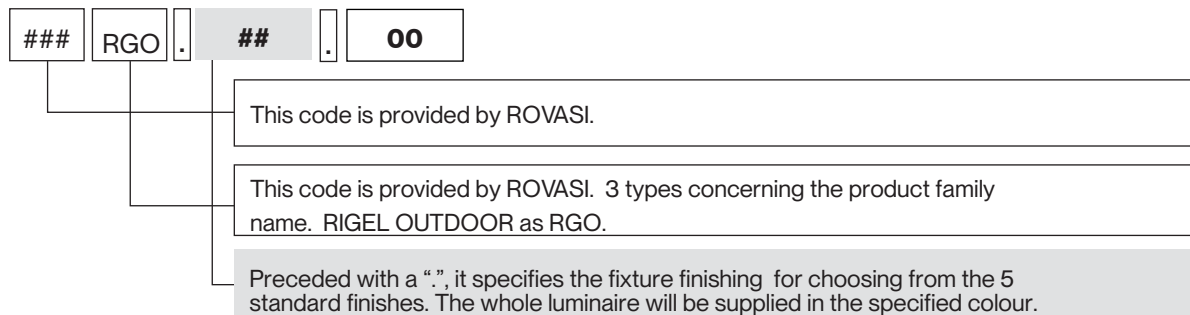 ### RGO . ## . 00
This code is provided by ROVASI.
This code is provided by ROVASI. 3 types concerning the product family
name. RIGEL OUTDOOR as RGO.
Preceded with a “.”, it specifies the fixture finishing for choosing from the 5
standard finishes. The whole luminaire will be supplied in the specified colour.